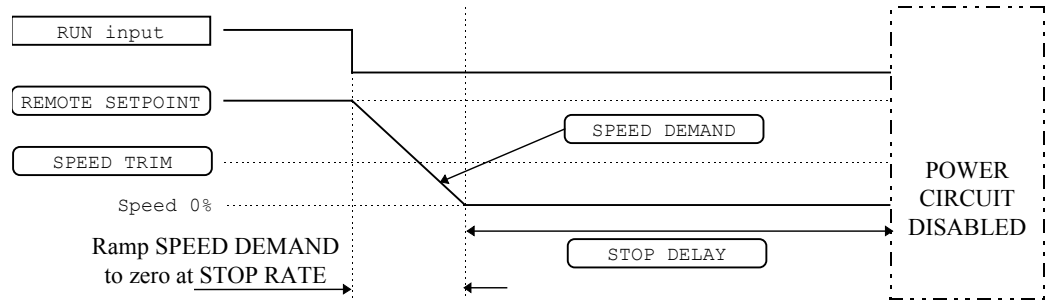 RUN input
REMOTE SETPOINT
SPEED DEMAND
SPEED TRIM
Speed 0%
POWER
CIRCUIT
DISABLED
Ramp SPEED DEMAND
to zero at STOP RATE
STOP DELAY